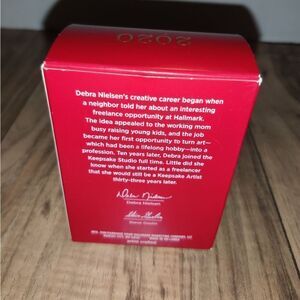 2020
Debra Nielsen's creative career began when
a neighbor told her about an interesting
freelance opportunity at Hallmark.
The idea appealed to the working mom
busy raising young kids, and the job
became her first opportunity to turn art—
which had been a lifelong hobby—into a
profession. Ten years later, Debra joined the
Keepsake Studio full time. Little did she
know when she started as a freelancer
that she would still be a Keepsake Artist
thirty-three years later.
Debra Nielsen
Debra Nielsen